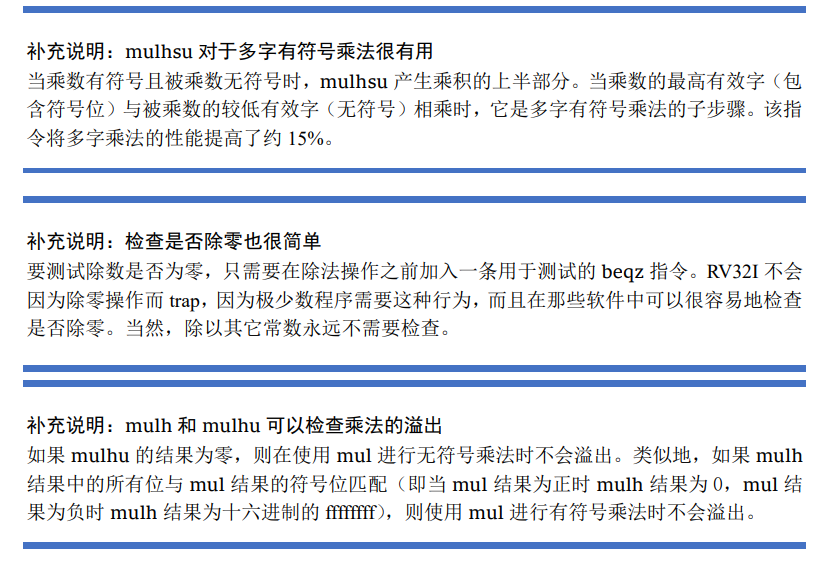 补充说明：mulhsu 对于多字有符号乘法很有用
当乘数有符号且被乘数无符号时，mulhsu 产生乘积的上半部分。当乘数的最高有效字（包
含符号位）与被乘数的较低有效字（无符号）相乘时，它是多字有符号乘法的子步骤。该指
令将多字乘法的性能提高了约 15%。
补充说明：检查是否除零也很简单
要测试除数是否为零，只需要在除法操作之前加入一条用于测试的 beqz 指令。RV32I 不会
因为除零操作而 trap，因为极少数程序需要这种行为，而且在那些软件中可以很容易地检查
是否除零。当然，除以其它常数永远不需要检查。
补充说明：mulh 和 mulhu 可以检查乘法的溢出
如果 mulhu 的结果为零，则在使用 mul 进行无符号乘法时不会溢出。类似地，如果 mulh
结果中的所有位与 mul 结果的符号位匹配（即当 mul 结果为正时 mulh 结果为 0，mul 结
果为负时 mulh 结果为十六进制的 ffffffff），则使用 mul 进行有符号乘法时不会溢出。